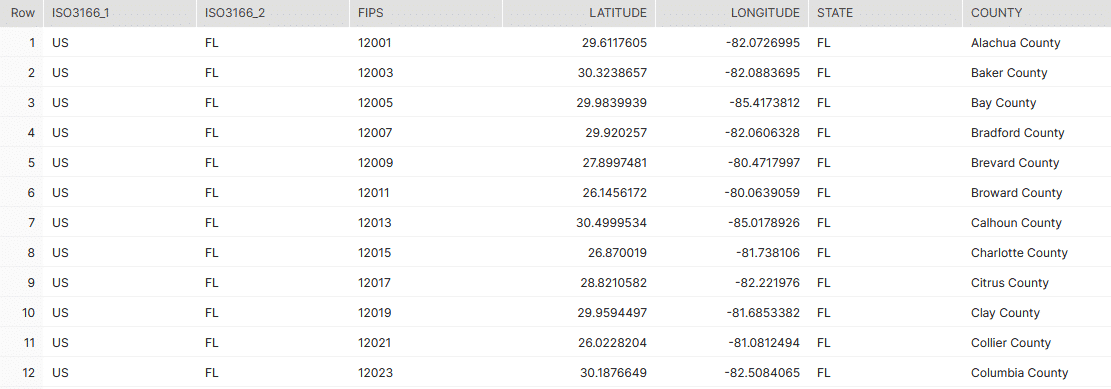 Row ISO3166_1 ISO3166_2 FIPS LATITUDE LONGITUDE STATE COUNTY
1 US FL 12001 29.6117605 -82.0726995 FL Alachua County
2 US FL 12003 30.3238657 -82.0883695 FL Baker County
3 US FL 12005 29.9839939 -85.4173812 FL Bay County
4 US FL 12007 29.920257 -82.0606328 FL Bradford County
5 US FL 12009 27.8997481 -80.4717997 FL Brevard County
6 US FL 12011 26.1456172 -80.0639059 FL Broward County
7 US FL 12013 30.4999534 -85.0178926 FL Calhoun County
8 US FL 12015 26.870019 -81.738106 FL Charlotte County
9 US FL 12017 28.8210582 -82.221976 FL Citrus County
10 US FL 12019 29.9594497 -81.6853382 FL Clay County
11 US FL 12021 26.0228204 -81.0812494 FL Collier County
12 US FL 12023 30.1876649 -82.5084065 FL Columbia County